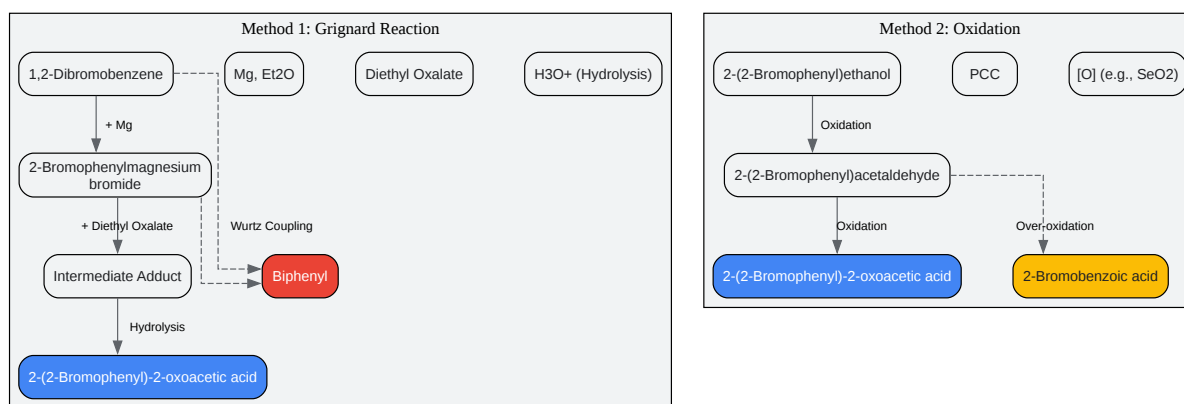 Method 1: Grignard Reaction
1,2-Dibromobenzene
Mg, Et2O
Diethyl Oxalate
H3O+ (Hydrolysis)
+ Mg
2-Bromophenylmagnesium
bromide
+ Diethyl Oxalate
Wurtz Coupling
Intermediate Adduct
Biphenyl
Hydrolysis
2-(2-Bromophenyl)-2-oxoacetic acid
Method 2: Oxidation
2-(2-Bromophenyl)ethanol
PCC
[O] (e.g., SeO2)
Oxidation
2-(2-Bromophenyl)acetaldehyde
Oxidation
Over-oxidation
2-(2-Bromophenyl)-2-oxoacetic acid
2-Bromobenzoic acid